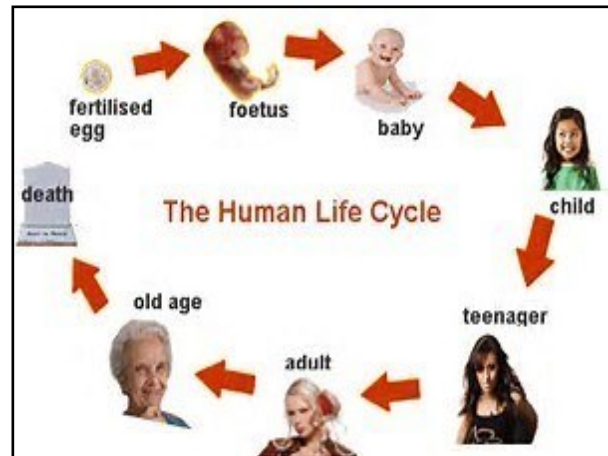 fertilised
egg
foetus
baby
child
death
The Human Life Cycle
teenager
old age
adult